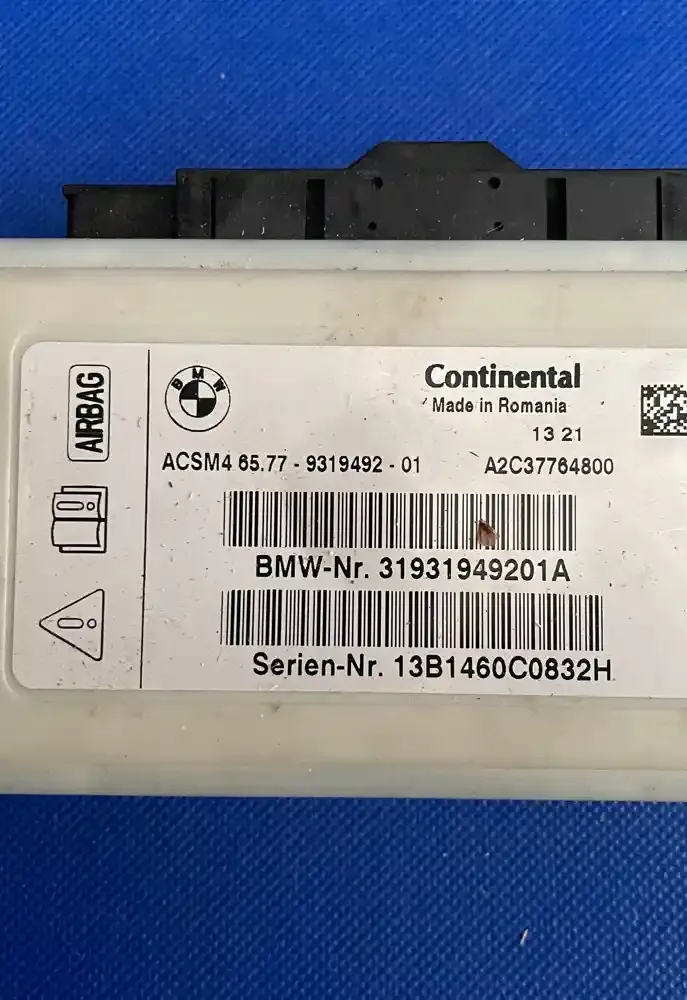 AIRBAG
BMW
Continental
Made in Romania
13 21
ACSM4 65.77 - 9319492 - 01 A2C37764800
BMW-Nr. 31931949201A
Serien-Nr. 13B1460C0832H